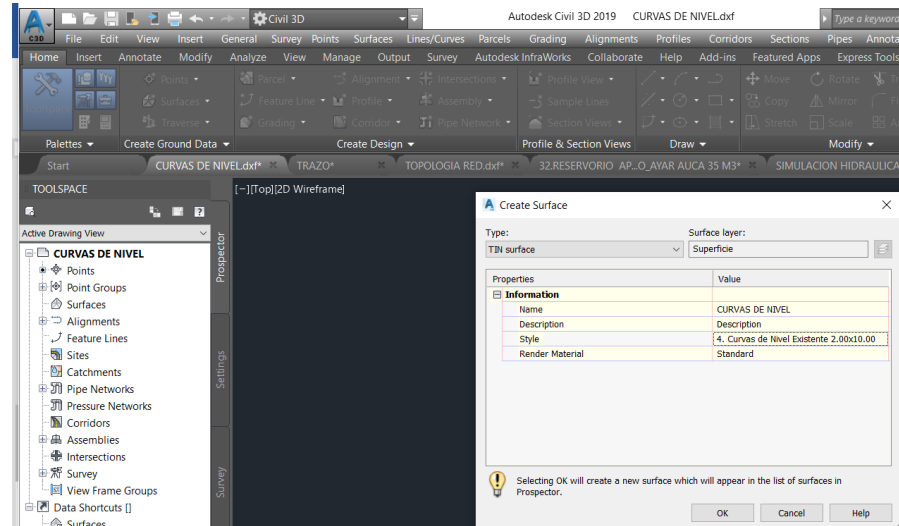 Autodesk Civil 3D 2019 CURVAS DE NIVEL.dxf
Civil 3D
Type a keyword
C3D
File Edit View Insert General Survey Points Surfaces Lines/Curves Parcels Grading Alignments Profiles Corridors Sections Pipes Annota
Home Insert Annotate Modify Analyze View Manage Output Survey Autodesk InfraWorks Collaborate Help Add-ins Featured Apps Express Tools
Points Parcel Alignment Intersections Profile View Move Rotate
Surfaces Feature Line Profile Assembly Sample Lines Copy Mirror
Traverse Grading Corridor Pipe Network Section Views Stretch Scale
Palettes Create Ground Data Create Design Profile & Section Views Draw Modify
Start CURVAS DE NIVEL.dxf* TRAZO* TOPOLOGIA RED.dxf* 32.RESERVORIO AP...O_AYAR AUCA 35 M3* SIMULACION HIDRAULICA
TOOLSPACE
[−][Top][2D Wireframe]
Active Drawing View
Prospector
Settings
Survey
CURVAS DE NIVEL
Points
Point Groups
Surfaces
Alignments
Feature Lines
Sites
Catchments
Pipe Networks
Pressure Networks
Corridors
Assemblies
Intersections
Survey
View Frame Groups
Data Shortcuts []
Surfaces
Create Surface
Type: Surface layer:
TIN surface Superficie
Properties Value
Information
Name CURVAS DE NIVEL
Description Description
Style 4. Curvas de Nivel Existente 2.00x10.00
Render Material Standard
Selecting OK will create a new surface which will appear in the list of surfaces in
Prospector.
OK Cancel Help